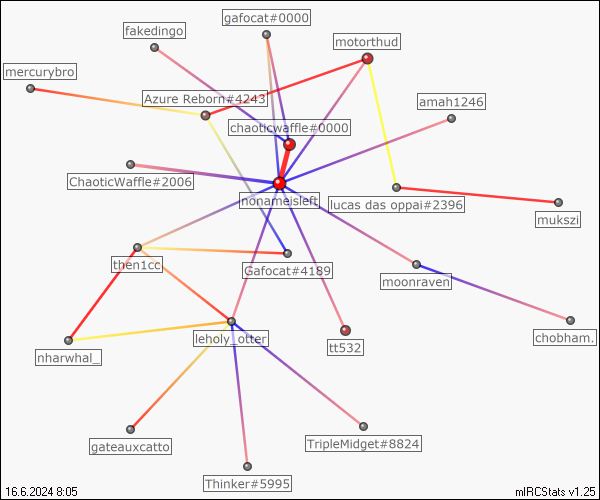 gafocat#0000
fakedingo
motorthud
mercurybro
Azure Reborn#4243
amah1246
chaoticwaffle#0000
ChaoticWaffle#2006
nonameisleft
lucas das oppai#2396
mukszi
then1cc
Gafocat#4189
moonraven
leholy_otter
tt532
chobham.
nharwhal_
gateauxcatto
TripleMidget#8824
Thinker#5995
16.6.2024 8:05
mIRCStats v1.25